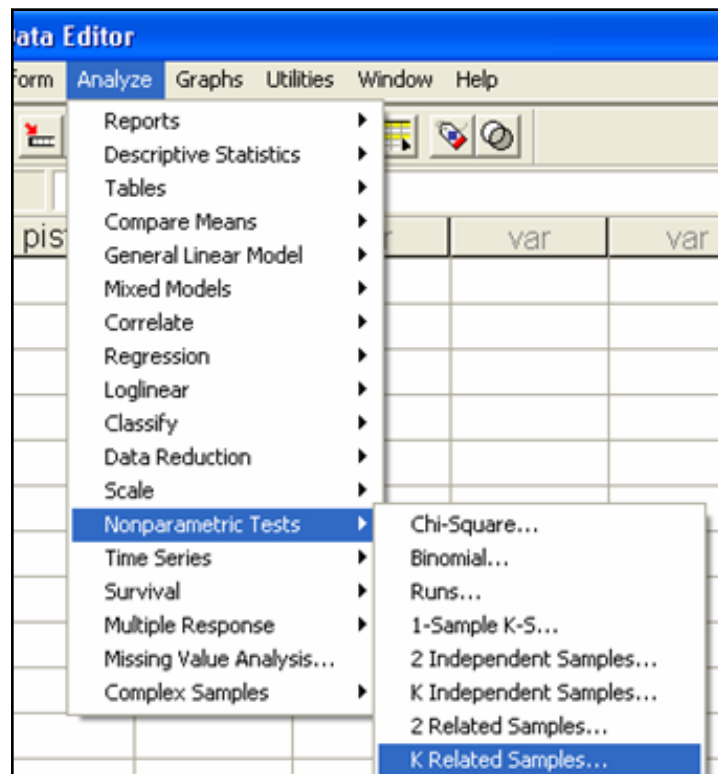 ata Editor
form Analyze Graphs Utilities Window Help
pis var var
Reports
Descriptive Statistics
Tables
Compare Means
General Linear Model
Mixed Models
Correlate
Regression
Loglinear
Classify
Data Reduction
Scale
Nonparametric Tests
Time Series
Survival
Multiple Response
Missing Value Analysis...
Complex Samples
Chi-Square...
Binomial...
Runs...
1-Sample K-S...
2 Independent Samples...
K Independent Samples...
2 Related Samples...
K Related Samples...